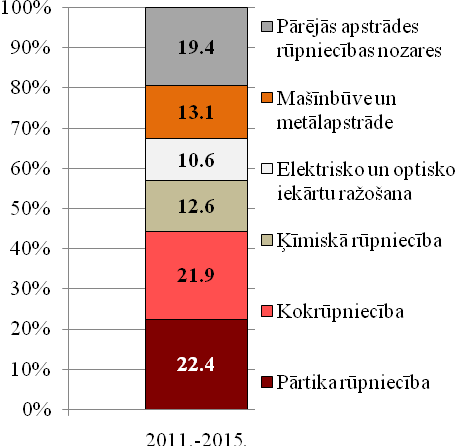 100%
90%
80%
70%
60%
50%
40%
30%
20%
10%
0%
19.4
13.1
10.6
12.6
21.9
22.4
2011.-2015.
Pārējās apstrādes
rūpniecības nozares
Mašīnbūve un
metālapstrāde
Elektrisko un optisko
iekārtu ražošana
Ķīmiskā rūpniecība
Kokrūpniecība
Pārtika rūpniecība